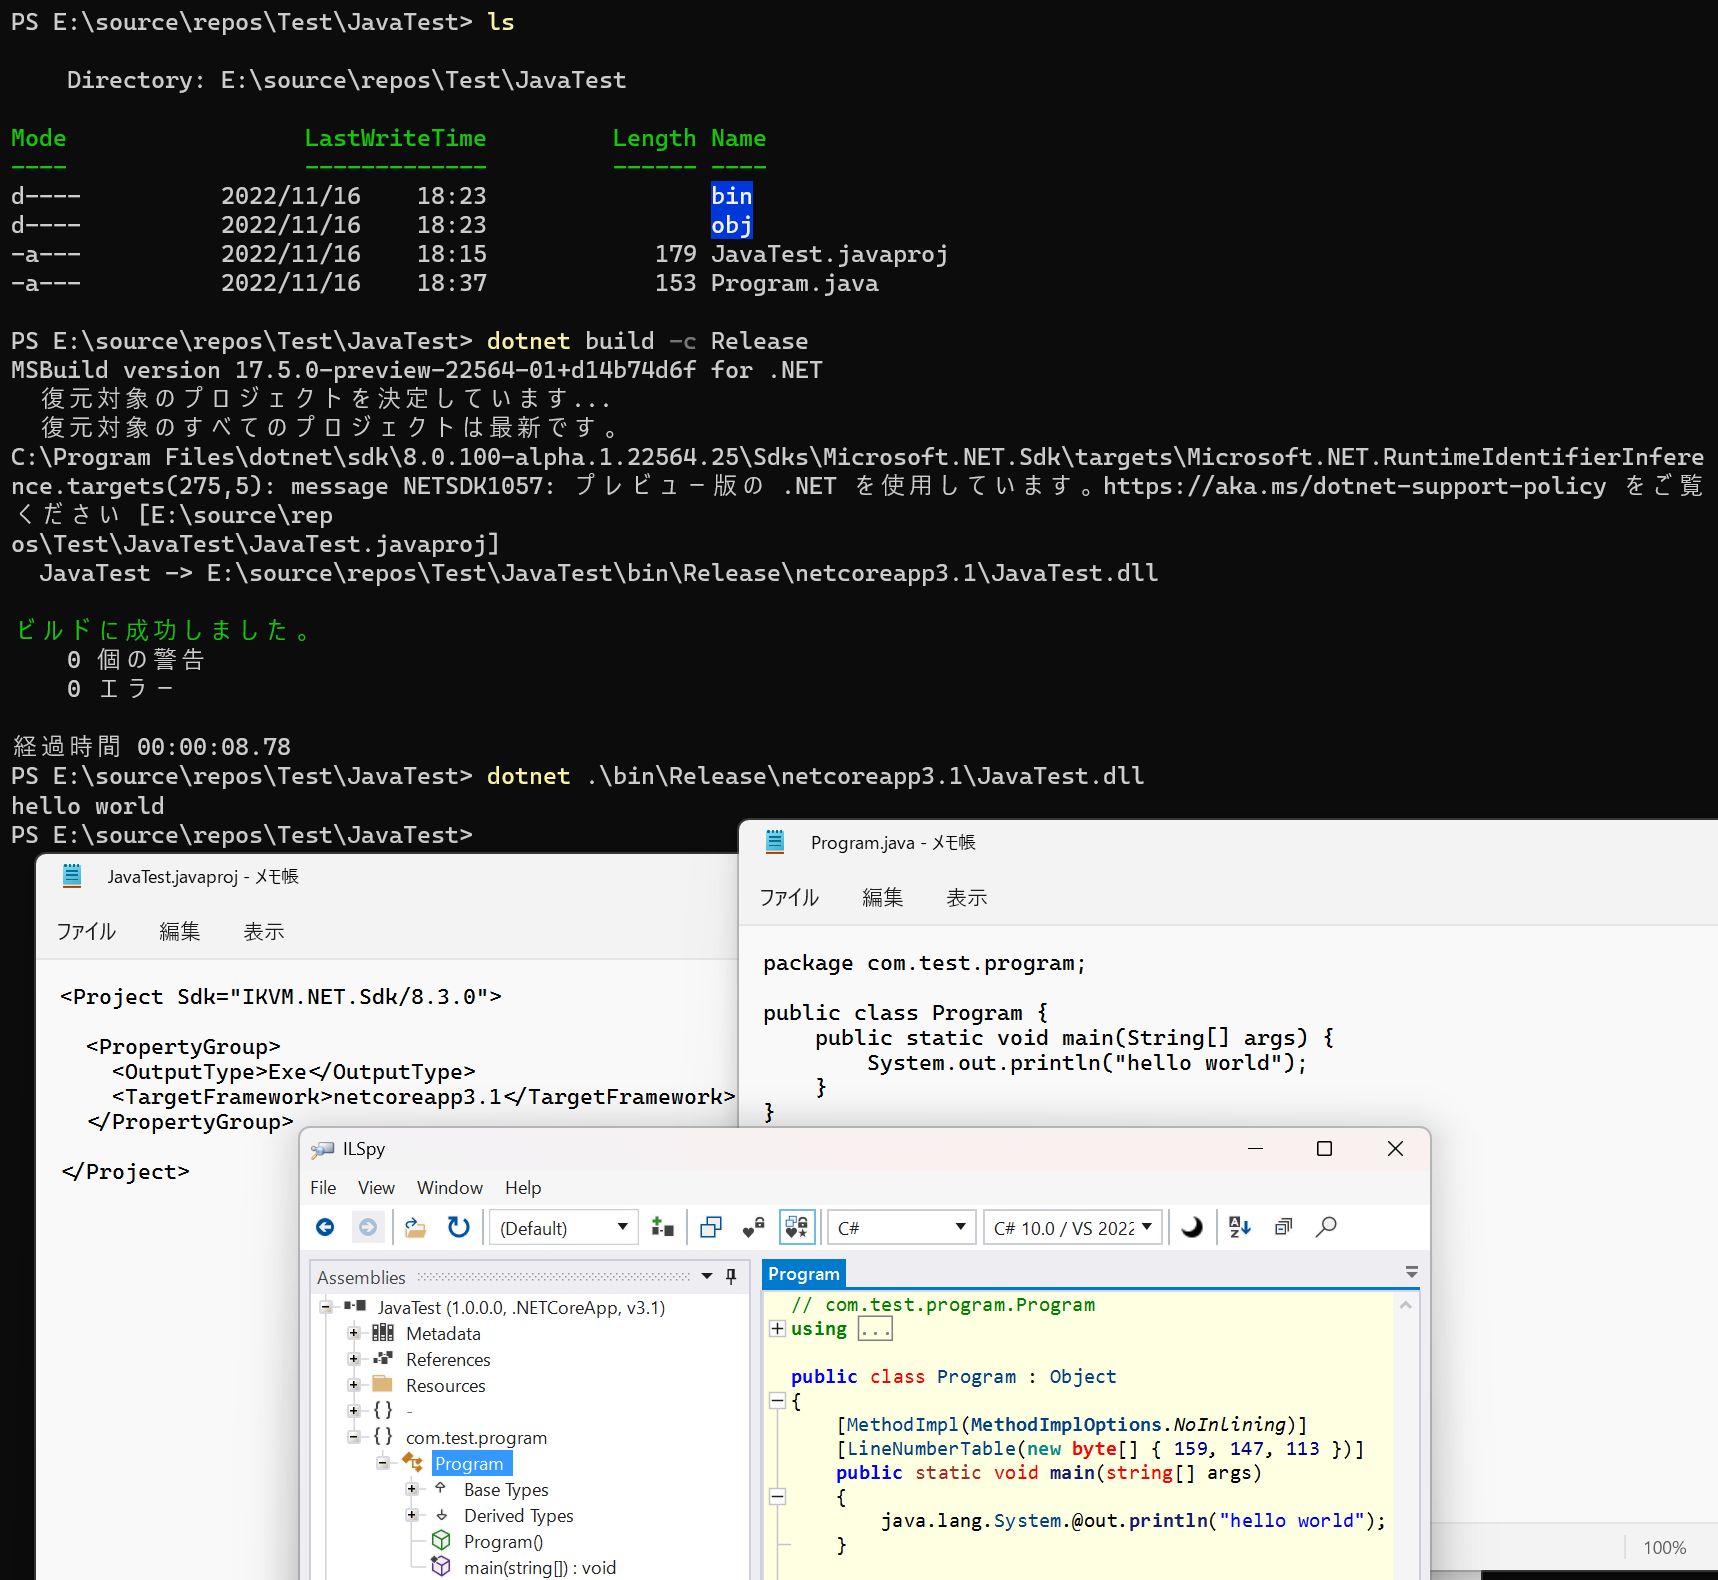 PS E:\source\repos\Test\JavaTest> ls
Directory: E:\source\repos\Test\JavaTest
Mode LastWriteTime Length Name
---- ------------- ------ ----
d---- 2022/11/16 18:23 bin
d---- 2022/11/16 18:23 obj
-a--- 2022/11/16 18:15 179 JavaTest.javaproj
-a--- 2022/11/16 18:37 153 Program.java
PS E:\source\repos\Test\JavaTest> dotnet build -c Release
MSBuild version 17.5.0-preview-22564-01+d14b74d6f for .NET
復元対象のプロジェクトを決定しています...
復元対象のすべてのプロジェクトは最新です。
C:\Program Files\dotnet\sdk\8.0.100-alpha.1.22564.25\Sdks\Microsoft.NET.Sdk\targets\Microsoft.NET.RuntimeIdentifierInfere
nce.targets(275,5): message NETSDK1057: プレビュー版の .NET を使用しています。https://aka.ms/dotnet-support-policy をご覧
ください [E:\source\rep
os\Test\JavaTest\JavaTest.javaproj]
JavaTest -> E:\source\repos\Test\JavaTest\bin\Release\netcoreapp3.1\JavaTest.dll
ビルドに成功しました。
0 個の警告
0 エラー
経過時間 00:00:08.78
PS E:\source\repos\Test\JavaTest> dotnet .\bin\Release\netcoreapp3.1\JavaTest.dll
hello world
PS E:\source\repos\Test\JavaTest>
JavaTest.javaproj - メモ帳
ファイル 編集 表示
<Project Sdk="IKVM.NET.Sdk/8.3.0">
<PropertyGroup>
<OutputType>Exe</OutputType>
<TargetFramework>netcoreapp3.1</TargetFramework>
</PropertyGroup>
</Project>
Program.java - メモ帳
ファイル 編集 表示
package com.test.program;
public class Program {
public static void main(String[] args) {
System.out.println("hello world");
}
}
100%
ILSpy
File View Window Help
(Default) C# C# 10.0 / VS 2022
Assemblies
JavaTest (1.0.0.0, .NETCoreApp, v3.1)
Metadata
References
Resources
{ } -
{ } com.test.program
Program
Base Types
Derived Types
Program()
main(string[]) : void
Program
// com.test.program.Program
using ...
public class Program : Object
{
[MethodImpl(MethodImplOptions.NoInlining)]
[LineNumberTable(new byte[] { 159, 147, 113 })]
public static void main(string[] args)
{
java.lang.System.@out.println("hello world");
}